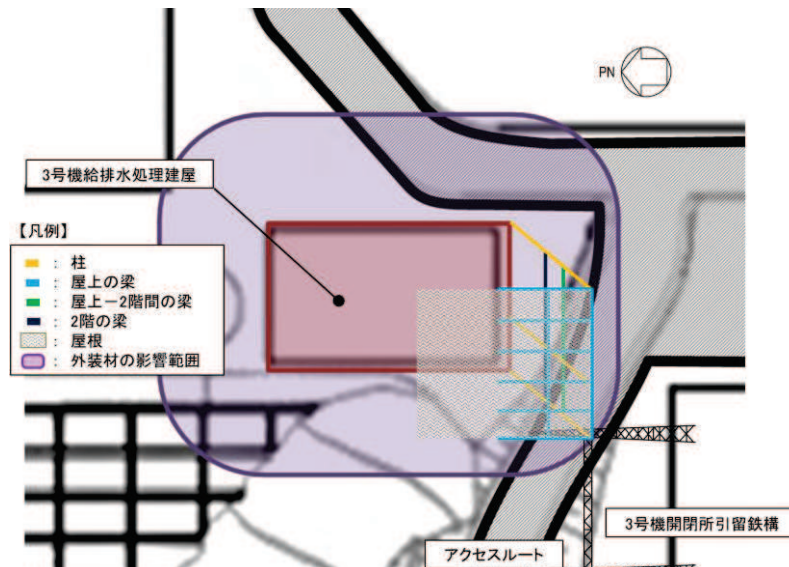 PN
3号機給排水処理建屋
【凡例】
: 柱
: 屋上の梁
: 屋上－2階間の梁
: 2階の梁
: 屋根
: 外装材の影響範囲
3号機開閉所引留鉄構
アクセスルート